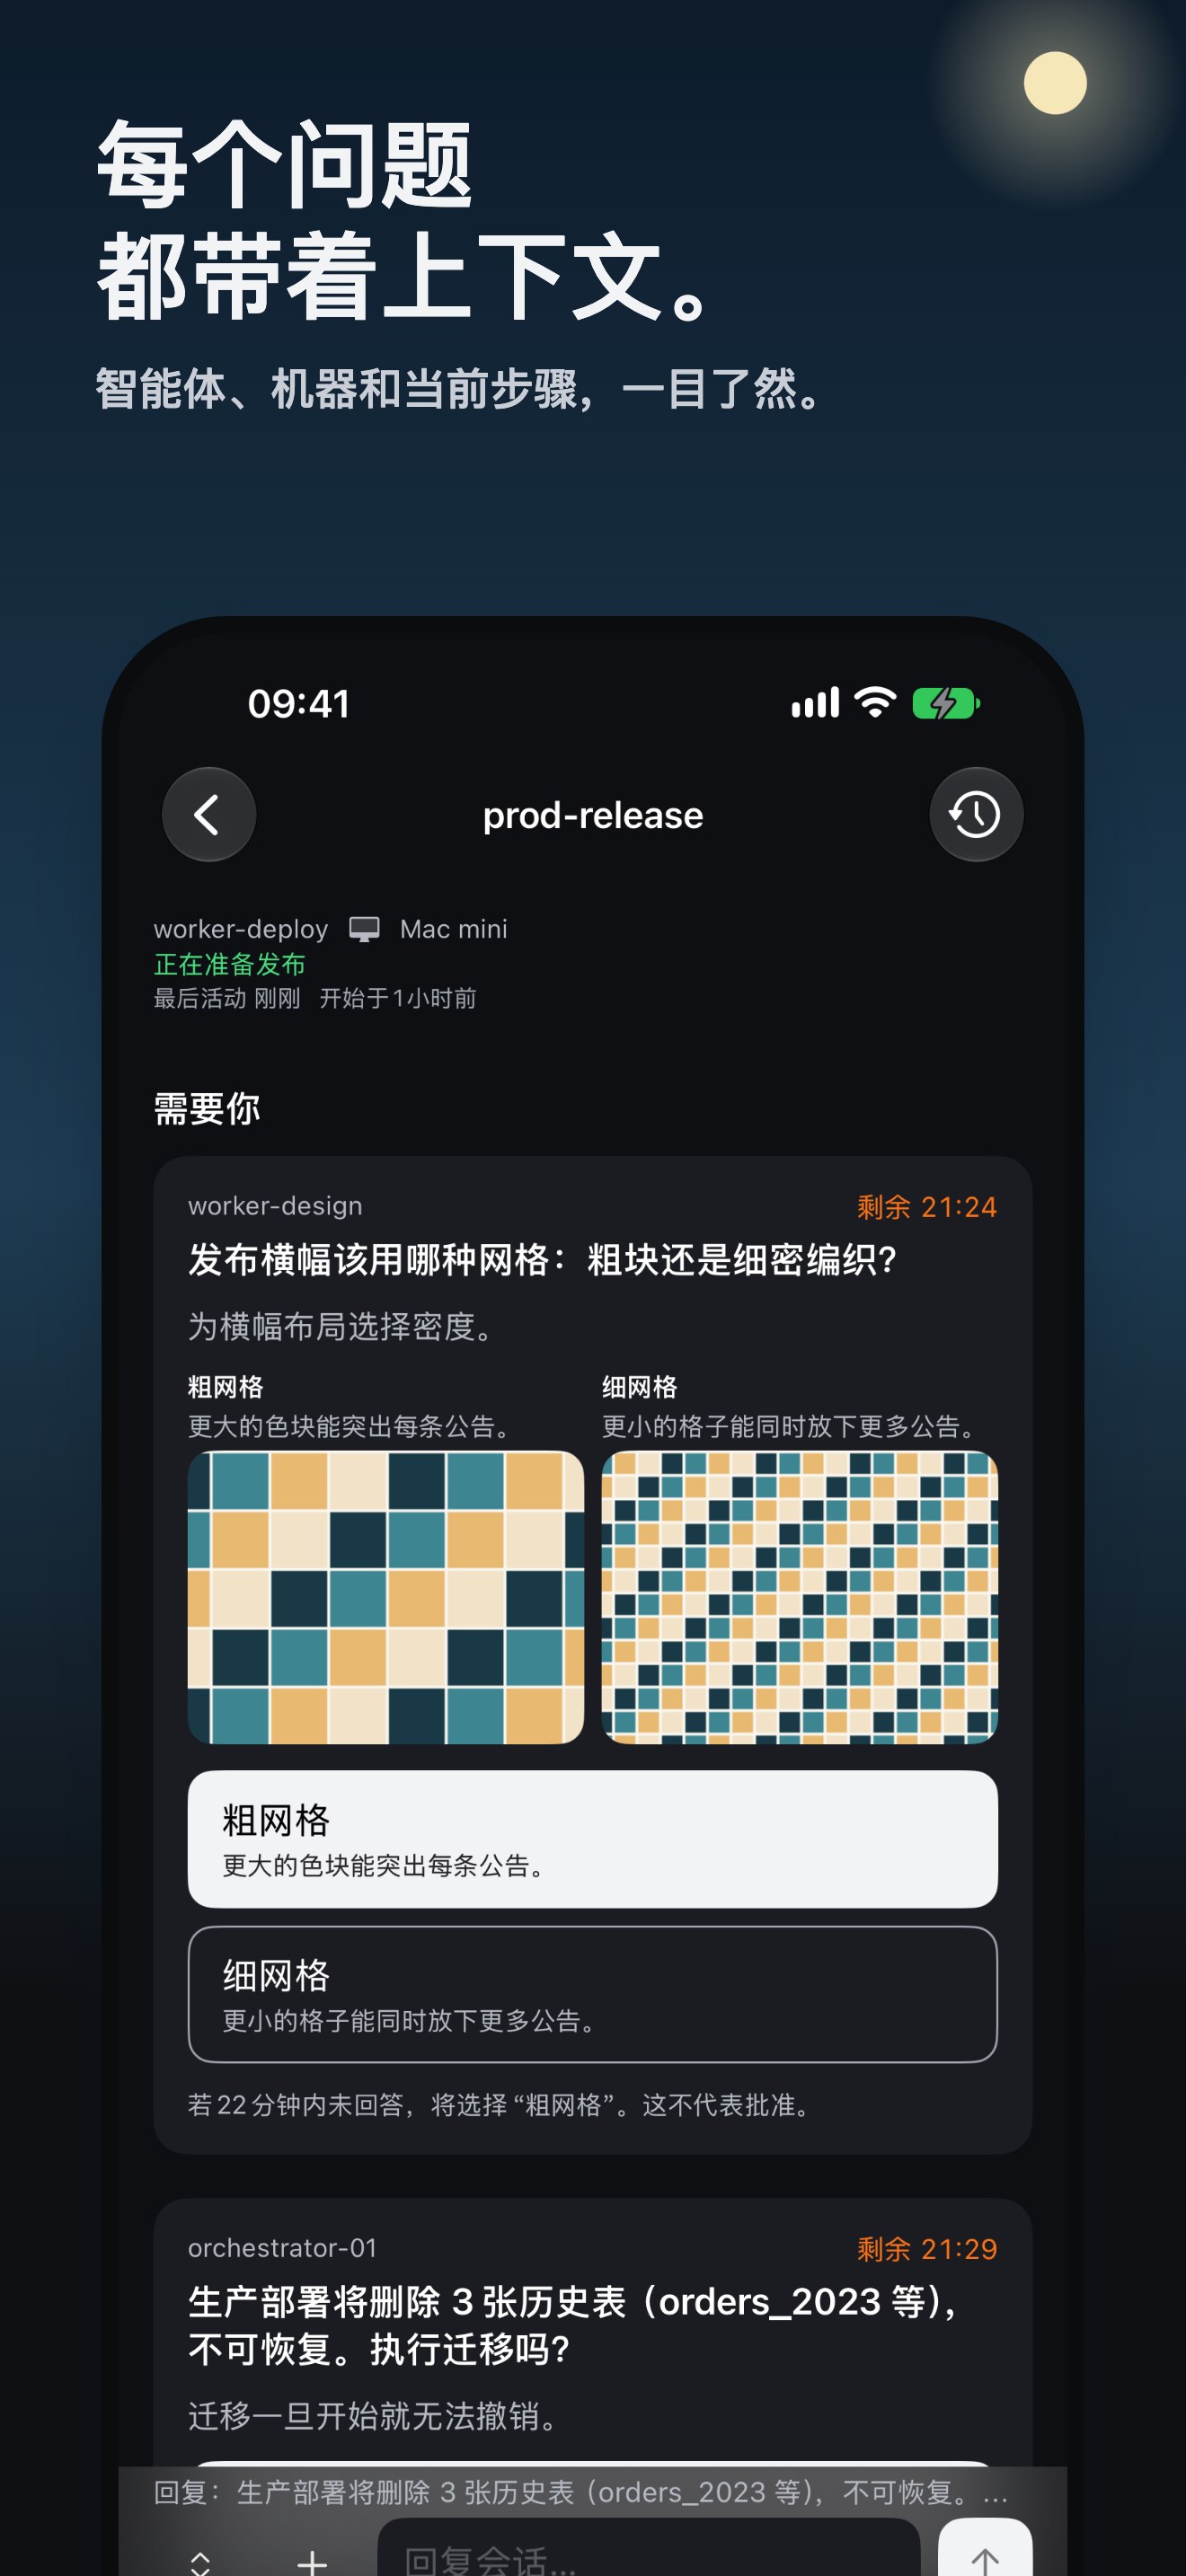 每个问题
都带着上下文。
智能体、机器和当前步骤，一目了然。
09:41
prod-release
worker-deploy Mac mini
正在准备发布
最后活动 刚刚 开始于1小时前
需要你
worker-design 剩余 21:24
发布横幅该用哪种网格：粗块还是细密编织?
为横幅布局选择密度。
粗网格 细网格
更大的色块能突出每条公告。 更小的格子能同时放下更多公告。
粗网格
更大的色块能突出每条公告。
细网格
更小的格子能同时放下更多公告。
若22分钟内未回答，将选择“粗网格”。这不代表批准。
orchestrator-01 剩余 21:29
生产部署将删除 3 张历史表（orders_2023 等），
不可恢复。执行迁移吗?
迁移一旦开始就无法撤销。
回复：生产部署将删除 3 张历史表（orders_2023 等），不可恢复。...
回复会话...